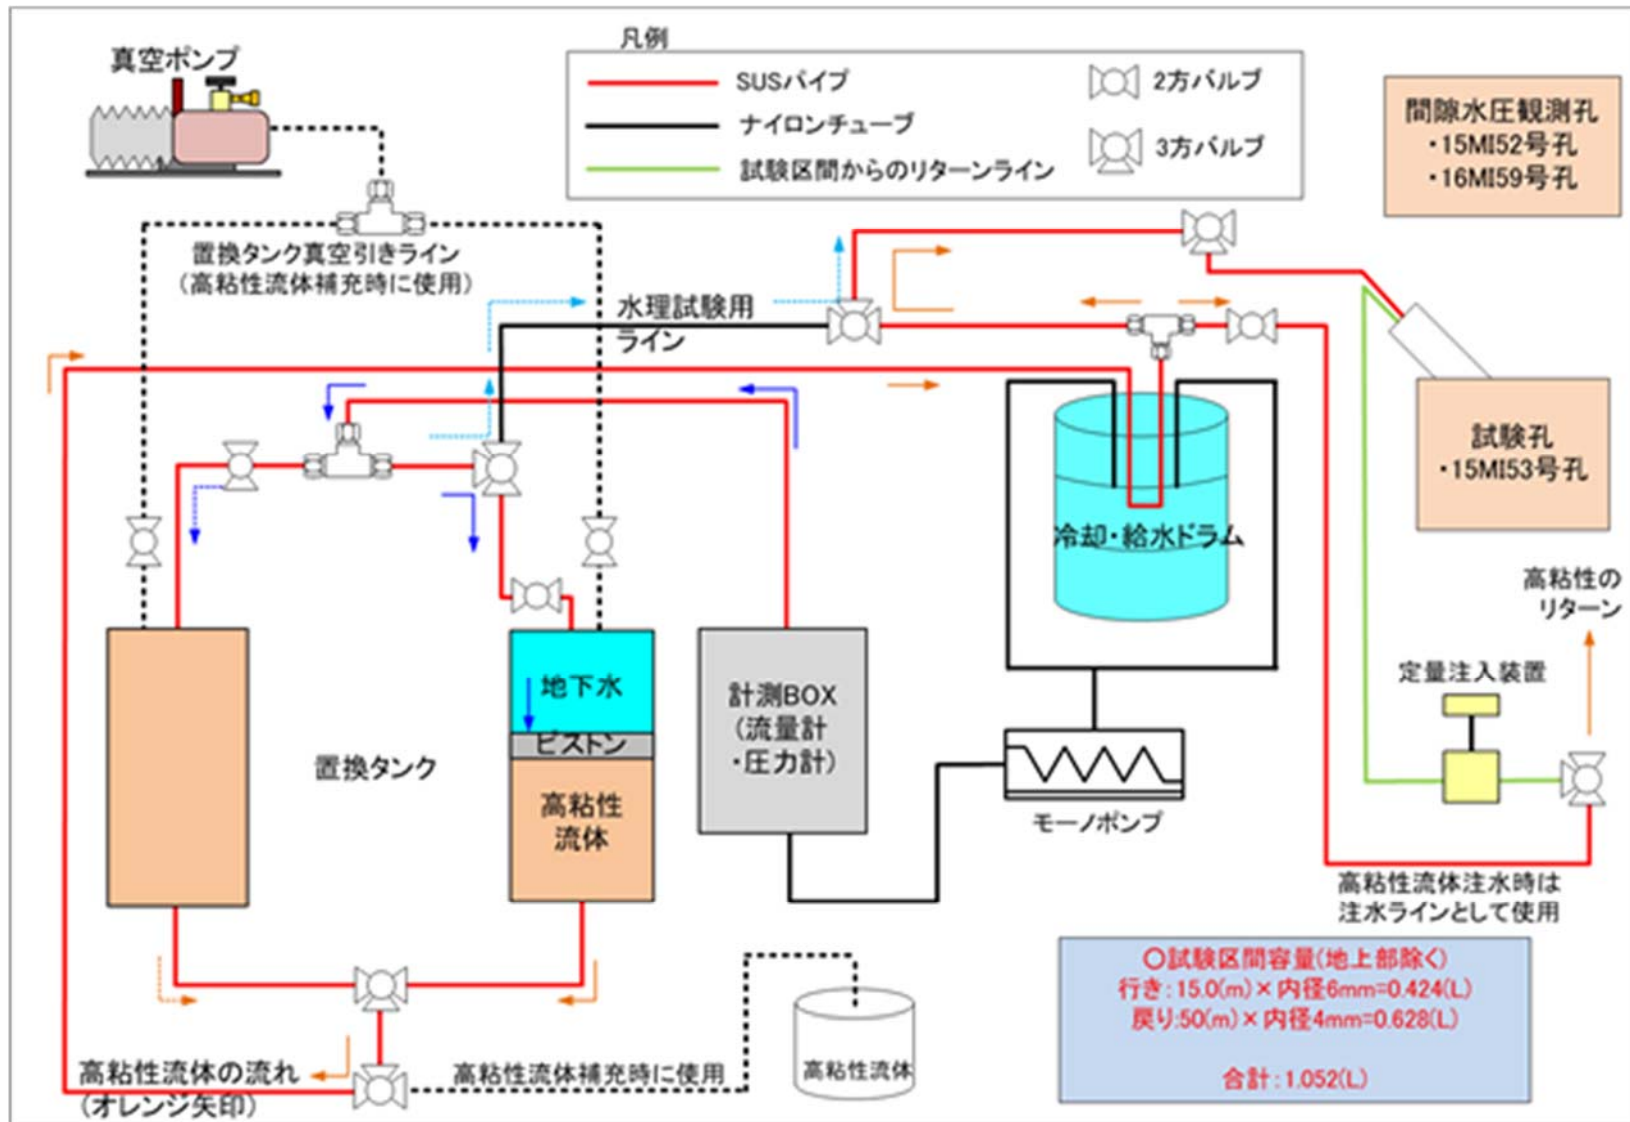 真空ポンプ
凡例
SUSパイプ
ナイロンチューブ
試験区間からのリターンライン
2方バルブ
3方バルブ
間隙水圧観測孔
・15MI52号孔
・16MI59号孔
置換タンク真空引きライン
(高粘性流体補充時に使用)
水理試験用
ライン
試験孔
・15MI53号孔
冷却・給水ドラム
高粘性の
リターン
定量注入装置
地下水
ピストン
高粘性
流体
置換タンク
計測BOX
(流量計
・圧力計)
モーノポンプ
高粘性流体注水時は
注水ラインとして使用
〇試験区間容量(地上部除く)
行き:15.0(m)×内径6mm=0.424(L)
戻り:50(m)×内径4mm=0.628(L)
合計:1.052(L)
高粘性流体の流れ
(オレンジ矢印)
高粘性流体補充時に使用
高粘性流体